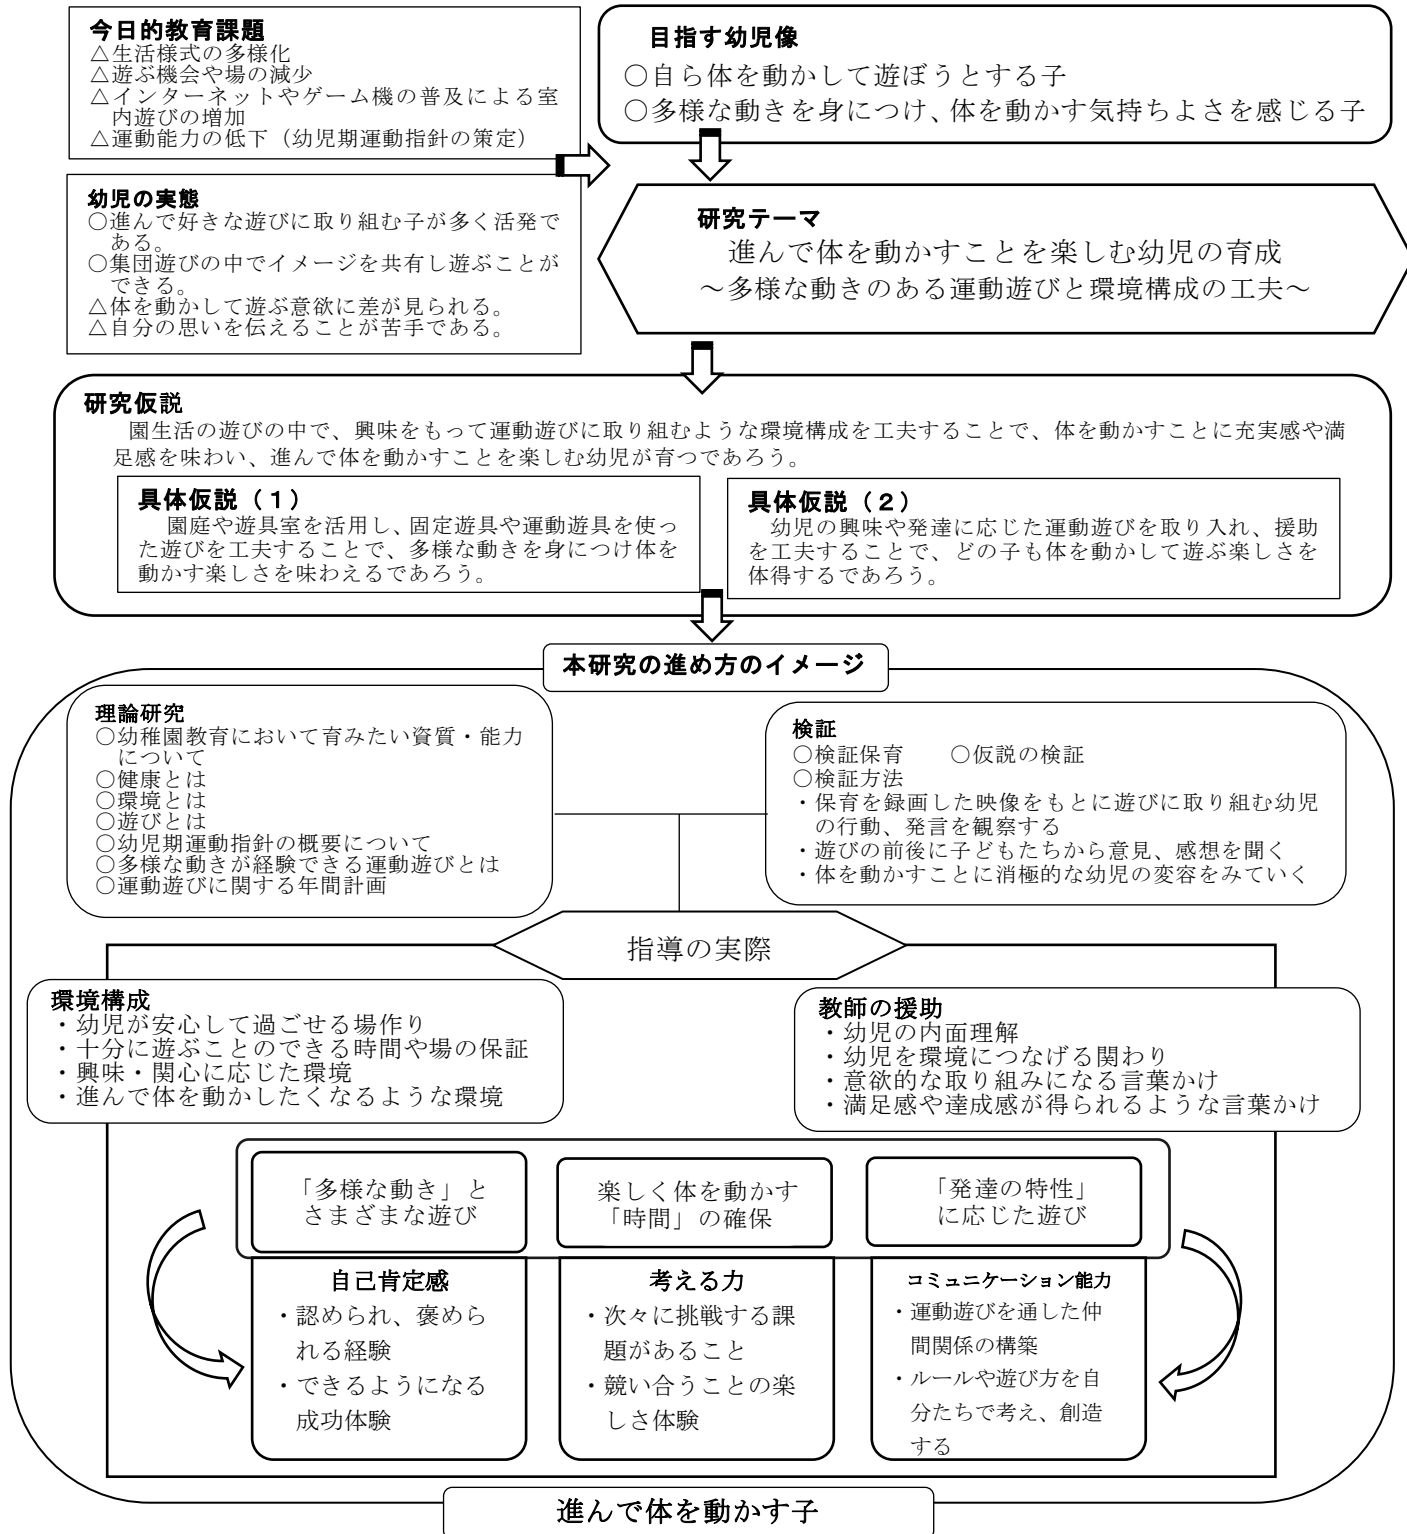 今日的教育課題
△生活様式の多様化
△遊ぶ機会や場の減少
△インターネットやゲーム機の普及による室
内遊びの増加
△運動能力の低下（幼児期運動指針の策定）
目指す幼児像
○自ら体を動かして遊ぼうとする子
○多様な動きを身につけ、体を動かす気持ちよさを感じる子
幼児の実態
○進んで好きな遊びに取り組む子が多く活発で
ある。
○集団遊びの中でイメージを共有し遊ぶことが
できる。
△体を動かして遊ぶ意欲に差が見られる。
△自分の思いを伝えることが苦手である。
研究テーマ
進んで体を動かすことを楽しむ幼児の育成
～多様な動きのある運動遊びと環境構成の工夫～
研究仮説
園生活の遊びの中で、興味をもって運動遊びに取り組むような環境構成を工夫することで、体を動かすことに充実感や満
足感を味わい、進んで体を動かすことを楽しむ幼児が育つであろう。
具体仮説（１）
園庭や遊具室を活用し、固定遊具や運動遊具を使っ
た遊びを工夫することで、多様な動きを身につけ体を
動かす楽しさを味わえるであろう。
具体仮説（２）
幼児の興味や発達に応じた運動遊びを取り入れ、援助
を工夫することで、どの子も体を動かして遊ぶ楽しさを
体得するであろう。
本研究の進め方のイメージ
理論研究
○幼稚園教育において育みたい資質・能力
について
○健康とは
○環境とは
○遊びとは
○幼児期運動指針の概要について
○多様な動きが経験できる運動遊びとは
○運動遊びに関する年間計画
検証
○検証保育　　○仮説の検証
○検証方法
・保育を録画した映像をもとに遊びに取り組む幼児
の行動、発言を観察する
・遊びの前後に子どもたちから意見、感想を聞く
・体を動かすことに消極的な幼児の変容をみていく
指導の実際
環境構成
・幼児が安心して過ごせる場作り
・十分に遊ぶことのできる時間や場の保証
・興味・関心に応じた環境
・進んで体を動かしたくなるような環境
教師の援助
・幼児の内面理解
・幼児を環境につなげる関わり
・意欲的な取り組みになる言葉かけ
・満足感や達成感が得られるような言葉かけ
「多様な動き」と
さまざまな遊び
楽しく体を動かす
「時間」の確保
「発達の特性」
に応じた遊び
自己肯定感
・認められ、褒めら
れる経験
・できるようになる
成功体験
考える力
・次々に挑戦する課
題があること
・競い合うことの楽
しさ体験
コミュニケーション能力
・運動遊びを通した仲
間関係の構築
・ルールや遊び方を自
分たちで考え、創造
する
進んで体を動かす子